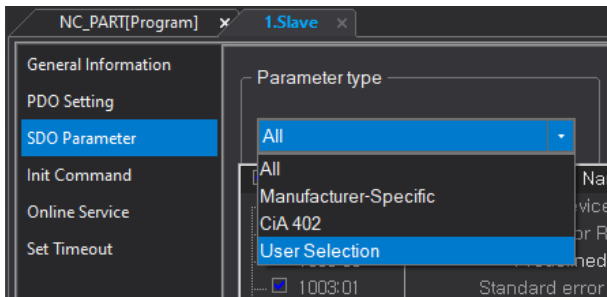 NC_PART[Program] ×
1.Slave ×
General Information
PDO Setting
SDO Parameter
Init Command
Online Service
Set Timeout
Parameter type
All
All
Manufacturer-Specific
CiA 402
User Selection
1003:01
Standard error